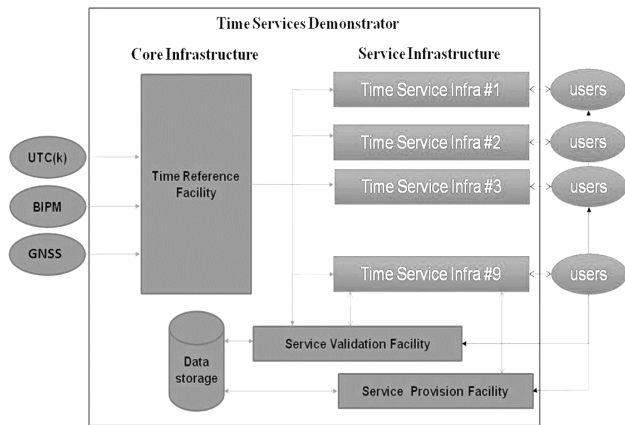 Time Services Demonstrator
Core Infrastructure
Service Infrastructure
Time Service Infra #1
users
Time Service Infra #2
users
UTC(k)
Time Reference
Facility
Time Service Infra #3
users
BIPM
GNSS
Time Service Infra #9
users
Data
storage
Service Validation Facility
Service Provision Facility